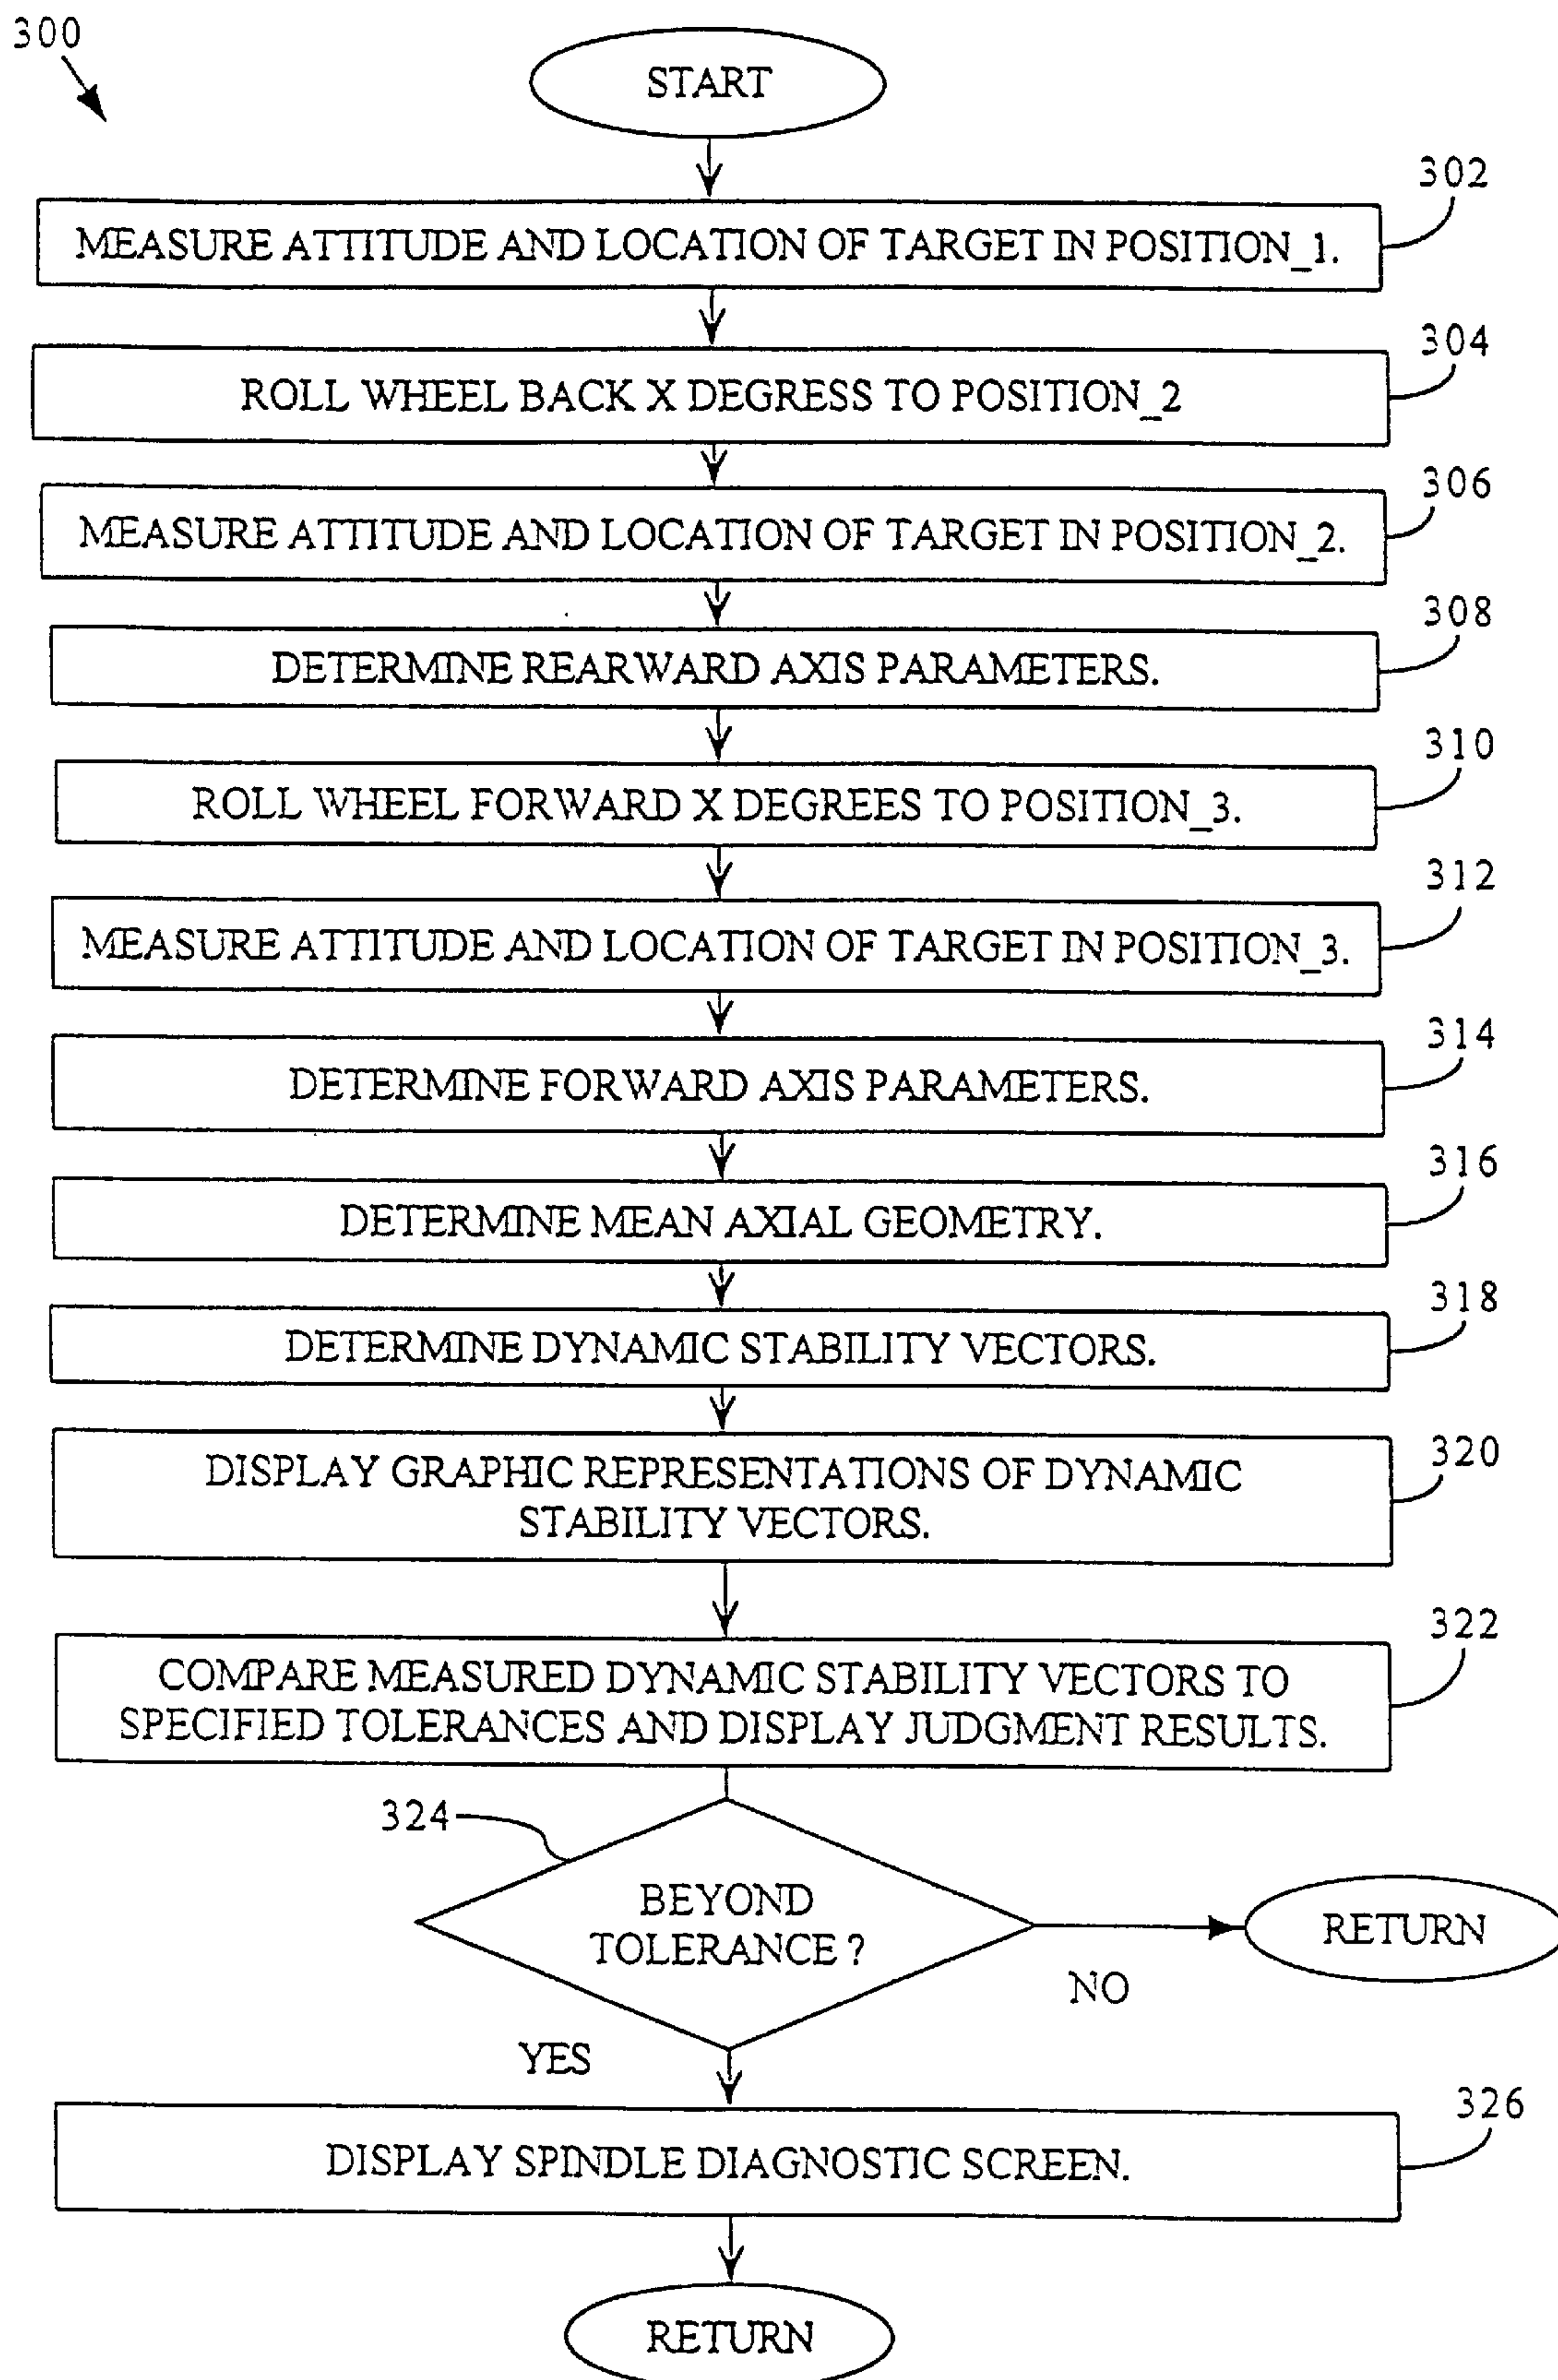 300
START
302
MEASURE ATTITUDE AND LOCATION OF TARGET IN POSITION_1.
304
ROLL WHEEL BACK X DEGRESS TO POSITION_2
306
MEASURE ATTITUDE AND LOCATION OF TARGET IN POSITION_2.
308
DETERMINE REARWARD AXIS PARAMETERS.
310
ROLL WHEEL FORWARD X DEGREES TO POSITION_3.
312
MEASURE ATTITUDE AND LOCATION OF TARGET IN POSITION_3.
314
DETERMINE FORWARD AXIS PARAMETERS.
316
DETERMINE MEAN AXIAL GEOMETRY.
318
DETERMINE DYNAMIC STABILITY VECTORS.
320
DISPLAY GRAPHIC REPRESENTATIONS OF DYNAMIC
STABILITY VECTORS.
322
COMPARE MEASURED DYNAMIC STABILITY VECTORS TO
SPECIFIED TOLERANCES AND DISPLAY JUDGMENT RESULTS.
324
BEYOND
TOLERANCE ?
RETURN
NO
YES
326
DISPLAY SPINDLE DIAGNOSTIC SCREEN.
RETURN